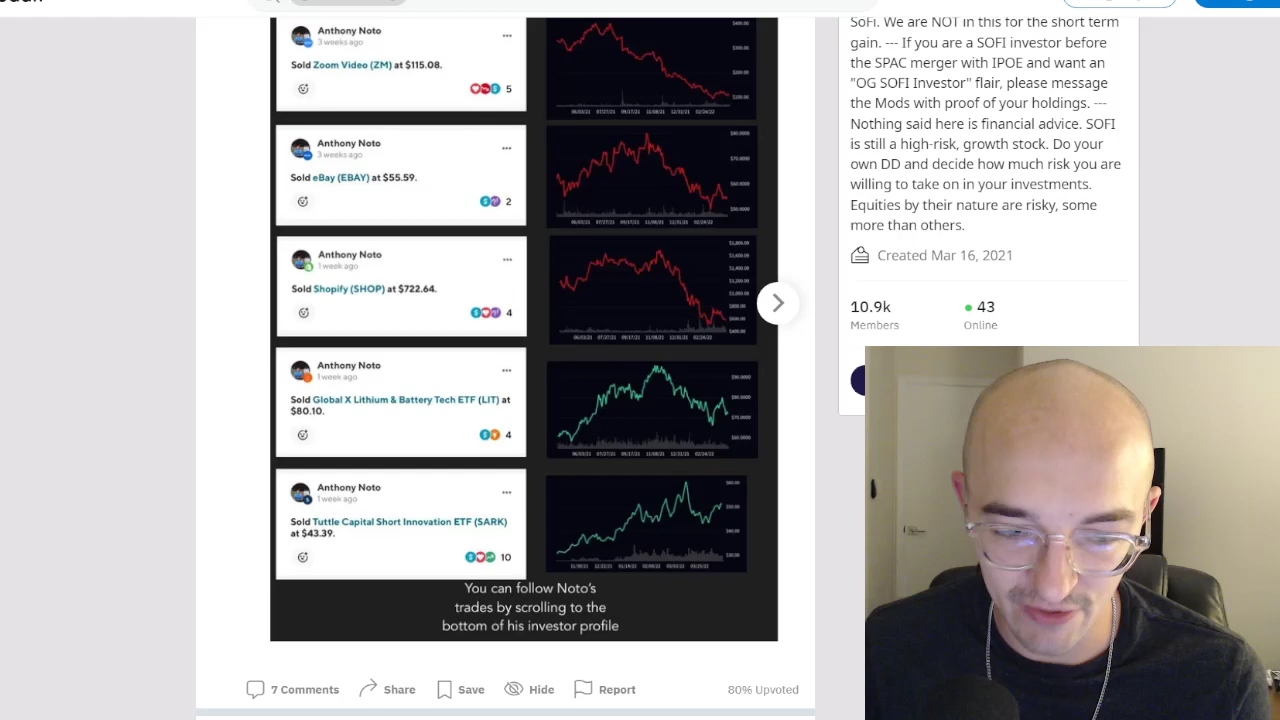 Anthony Noto
3 weeks ago
Sold Zoom Video (ZM) at $115.08.
5
Anthony Noto
3 weeks ago
Sold eBay (EBAY) at $55.59.
2
Anthony Noto
1 week ago
Sold Shopify (SHOP) at $722.64.
4
Anthony Noto
1 week ago
Sold Global X Lithium & Battery Tech ETF (LIT) at
$80.10.
4
Anthony Noto
1 week ago
Sold Tuttle Capital Short Innovation ETF (SARK)
at $43.39.
10
You can follow Noto's
trades by scrolling to the
bottom of his investor profile
7 Comments
Share
Save
Hide
Report
80% Upvoted
SoFi. We are NOT in this for the short term
gain. --- If you are a SOFI investor before
the SPAC merger with IPOE and want an
"OG SOFI Investor" flair, please message
the Mods with proof of your holdings. ---
Nothing said here is financial advice. SOFI
is still a high-risk, growth stock. Do your
own DD and decide how much risk you are
willing to take on in your investments.
Equities by their nature are risky, some
more than others.
Created Mar 16, 2021
10.9k
Members
43
Online